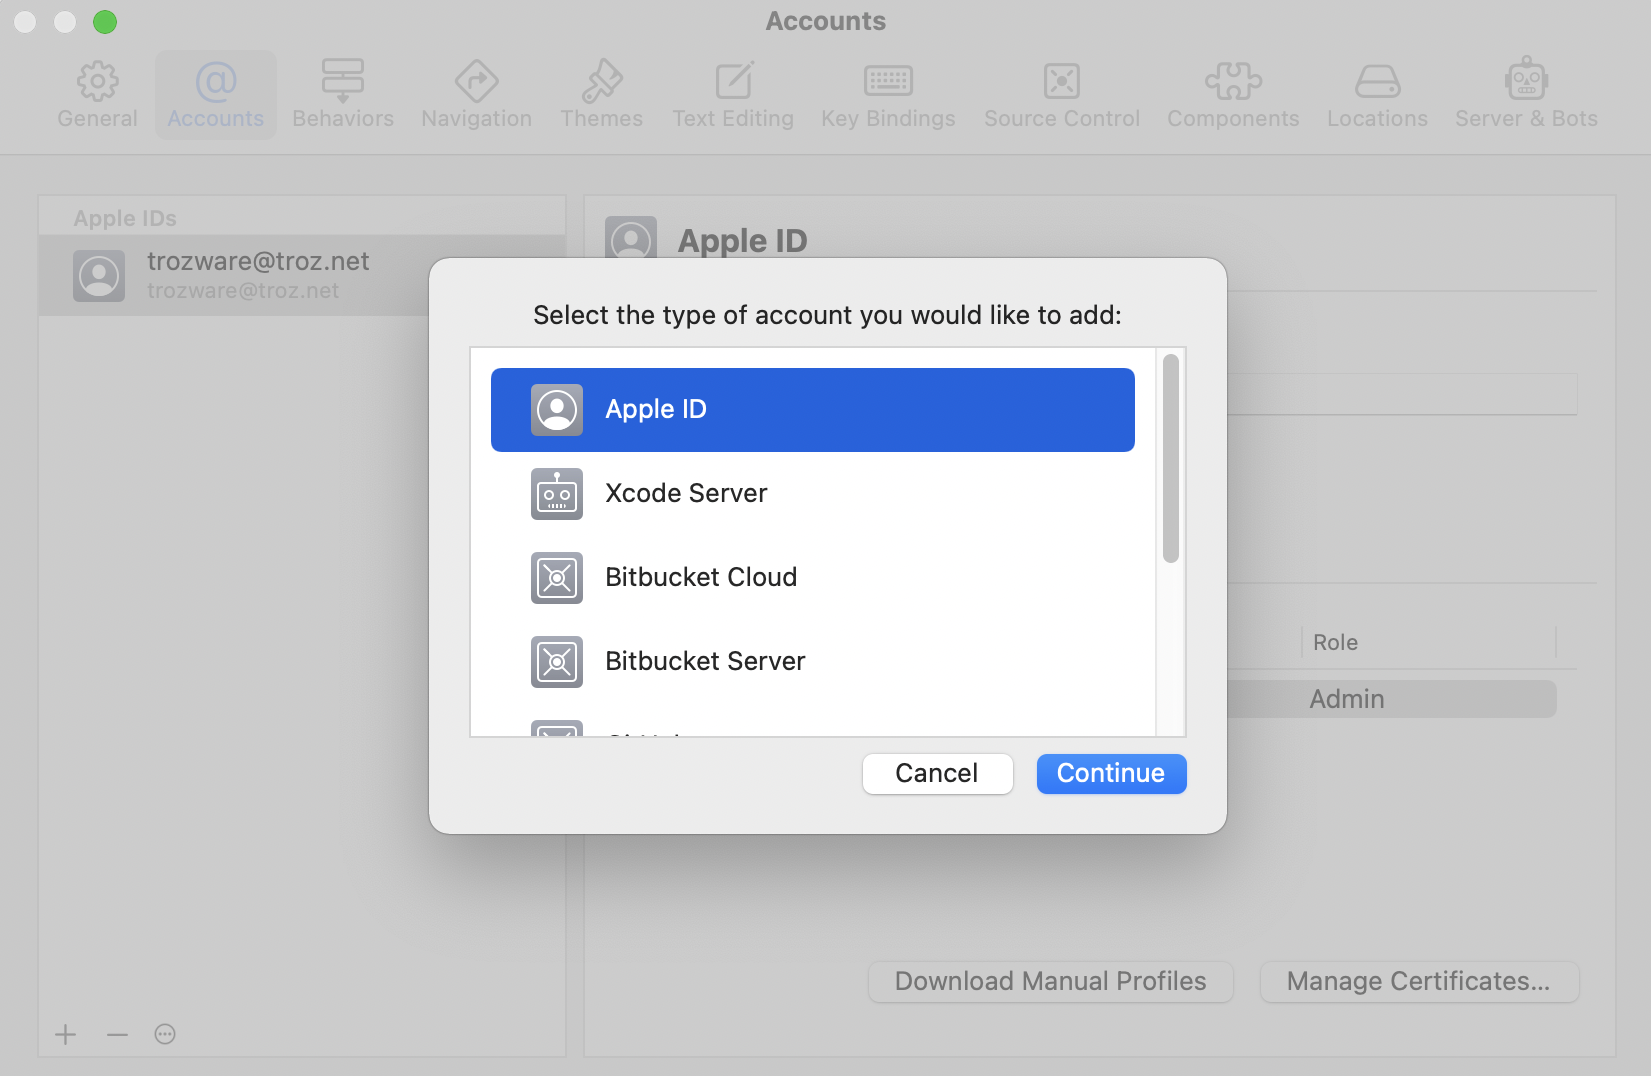 Accounts
General
Accounts
Behaviors
Navigation
Themes
Text Editing
Key Bindings
Source Control
Components
Locations
Server & Bots
Apple IDs
trozware@troz.net
trozware@troz.net
Apple ID
Select the type of account you would like to add:
Apple ID
Xcode Server
Bitbucket Cloud
Bitbucket Server
Cancel
Continue
Role
Admin
Download Manual Profiles
Manage Certificates...